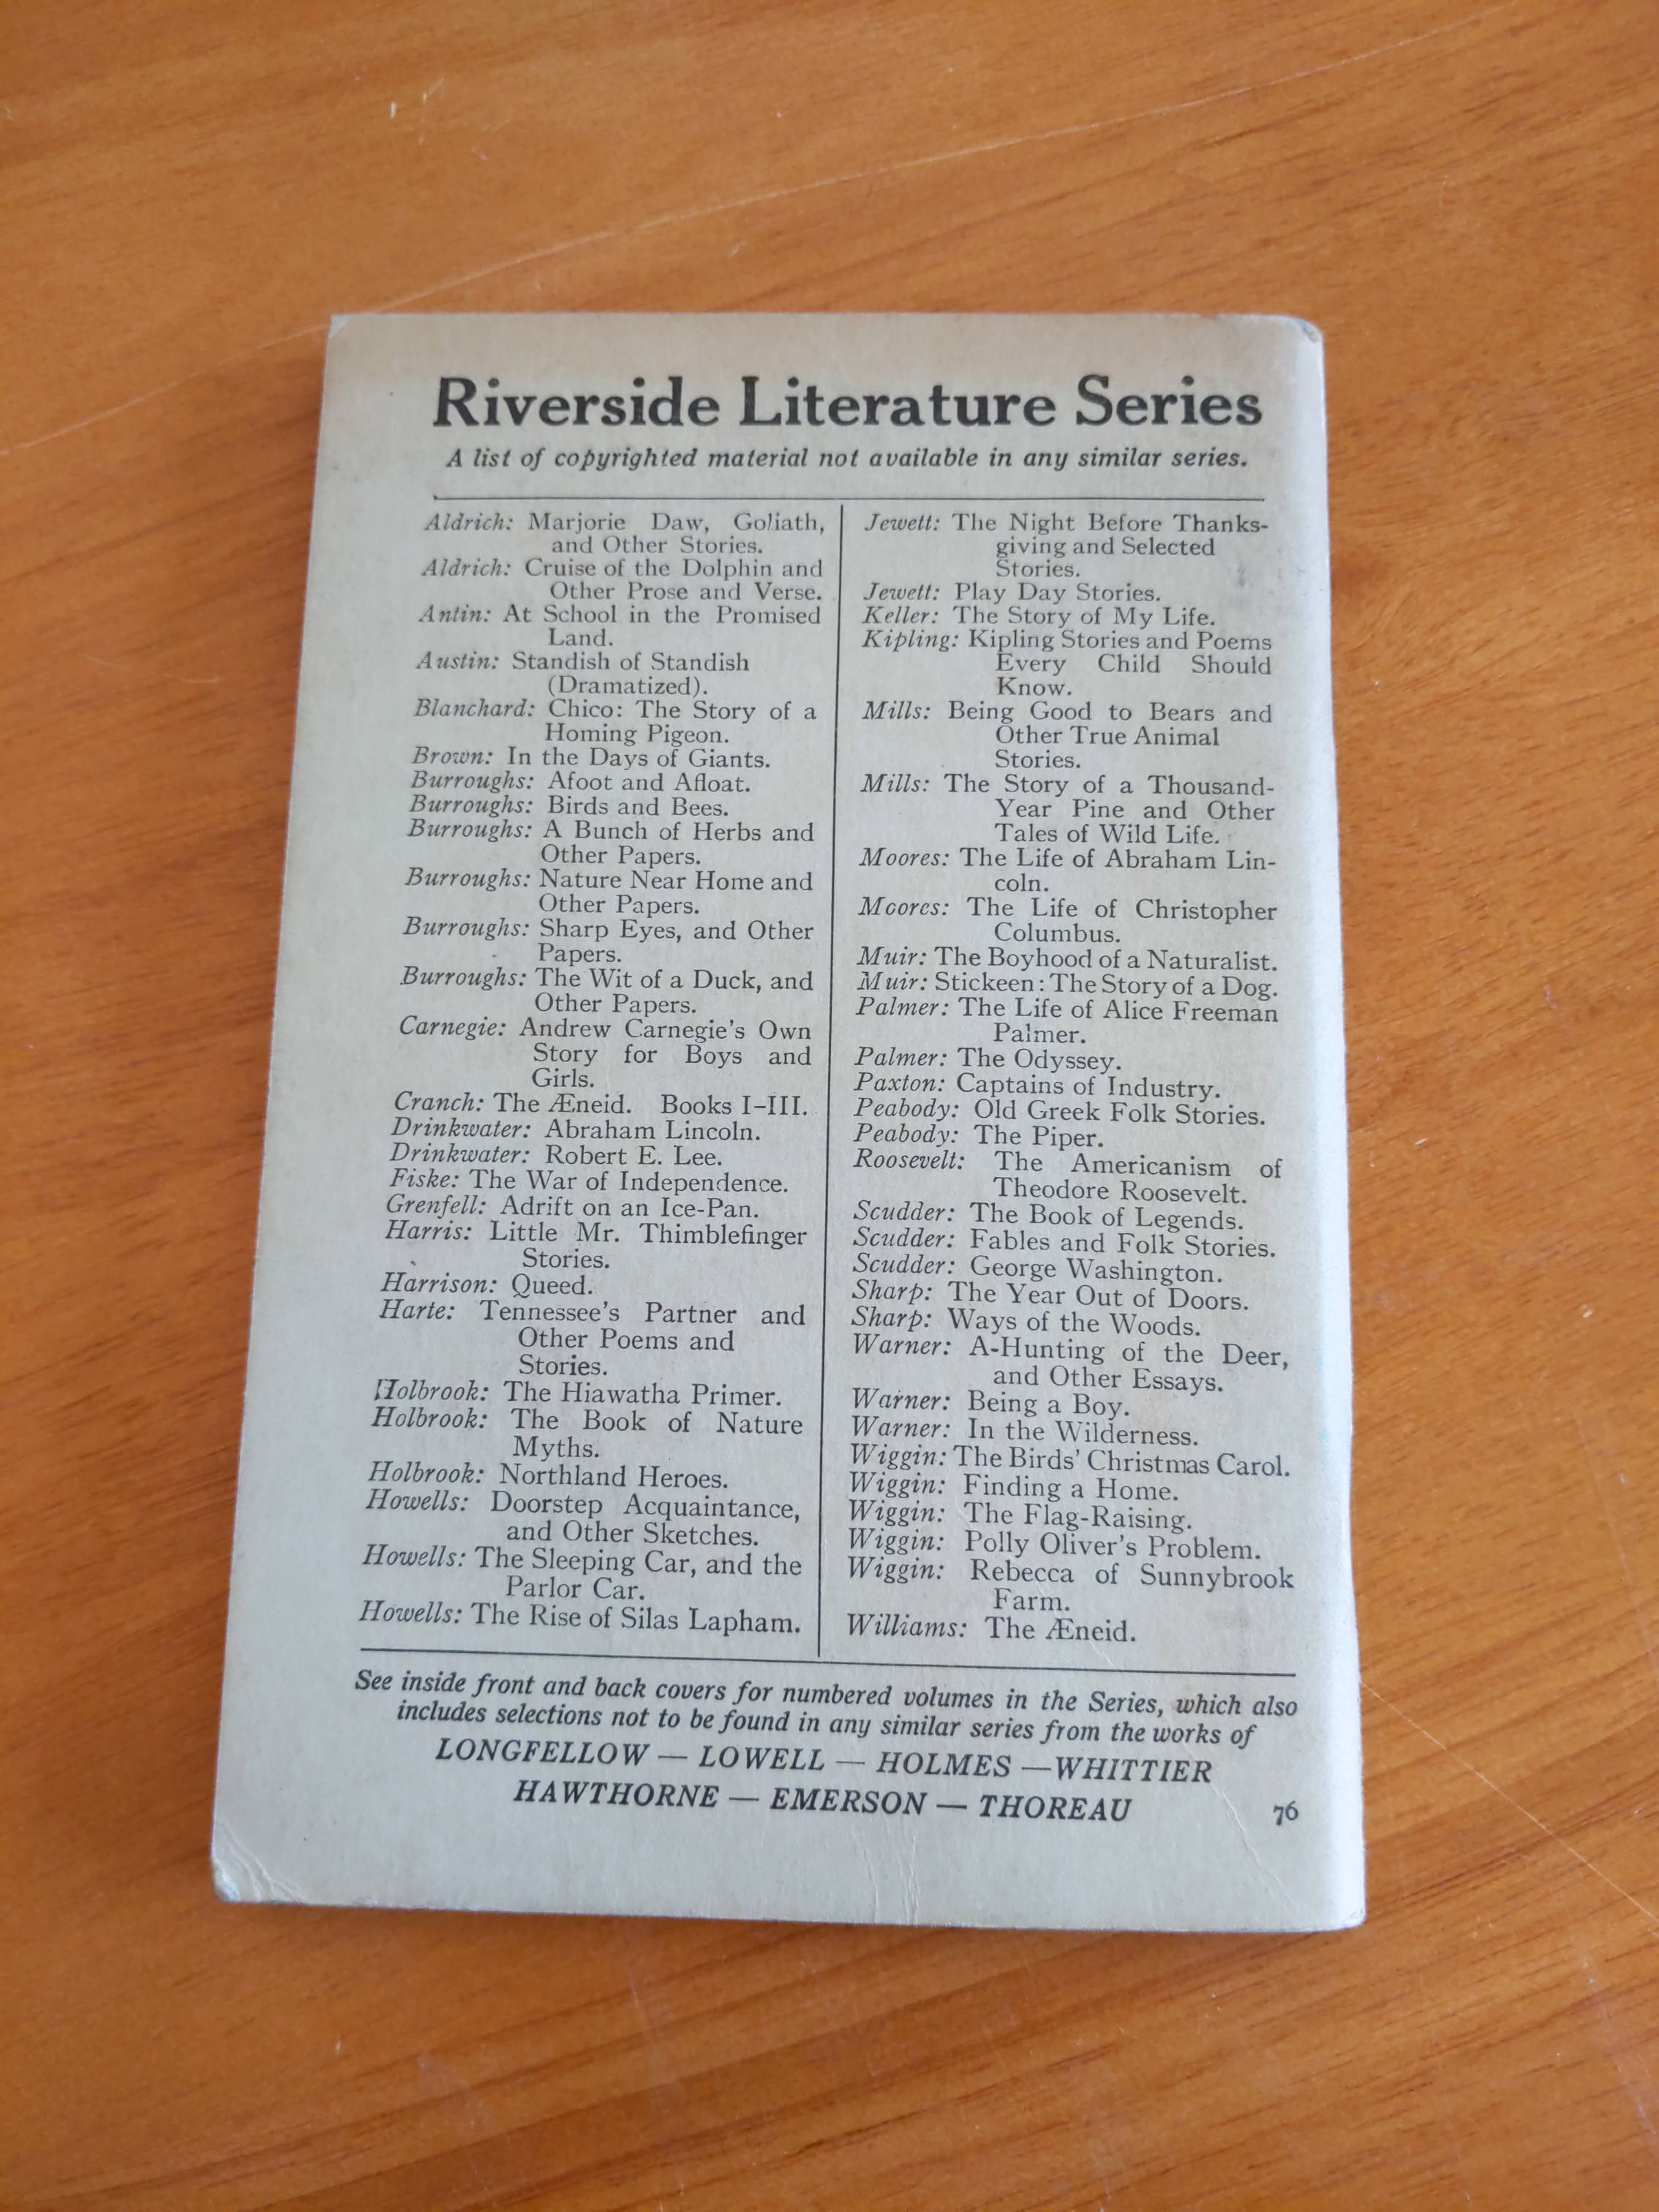 Riverside Literature Series
A list of copyrighted material not available in any similar series.
Aldrich: Marjorie Daw, Goliath,
and Other Stories.
Aldrich: Cruise of the Dolphin and
Other Prose and Verse.
Antin: At School in the Promised
Land.
Austin: Standish of Standish
(Dramatized).
Blanchard: Chico: The Story of a
Homing Pigeon.
Brown: In the Days of Giants.
Burroughs: Afoot and Afloat.
Burroughs: Birds and Bees.
Burroughs: A Bunch of Herbs and
Other Papers.
Burroughs: Nature Near Home and
Other Papers.
Burroughs: Sharp Eyes, and Other
Papers.
Burroughs: The Wit of a Duck, and
Other Papers.
Carnegie: Andrew Carnegie's Own
Story for Boys and
Girls.
Cranch: The Æneid. Books I–III.
Drinkwater: Abraham Lincoln.
Drinkwater: Robert E. Lee.
Fiske: The War of Independence.
Grenfell: Adrift on an Ice-Pan.
Harris: Little Mr. Thimblefinger
Stories.
Harrison: Queed.
Harte: Tennessee's Partner and
Other Poems and
Stories.
Holbrook: The Hiawatha Primer.
Holbrook: The Book of Nature
Myths.
Holbrook: Northland Heroes.
Howells: Doorstep Acquaintance,
and Other Sketches.
Howells: The Sleeping Car, and the
Parlor Car.
Howells: The Rise of Silas Lapham.
Jewett: The Night Before Thanks-
giving and Selected
Stories.
Jewett: Play Day Stories.
Keller: The Story of My Life.
Kipling: Kipling Stories and Poems
Every Child Should
Know.
Mills: Being Good to Bears and
Other True Animal
Stories.
Mills: The Story of a Thousand-
Year Pine and Other
Tales of Wild Life.
Moores: The Life of Abraham Lin-
coln.
Moores: The Life of Christopher
Columbus.
Muir: The Boyhood of a Naturalist.
Muir: Stickeen: The Story of a Dog.
Palmer: The Life of Alice Freeman
Palmer.
Palmer: The Odyssey.
Paxton: Captains of Industry.
Peabody: Old Greek Folk Stories.
Peabody: The Piper.
Roosevelt: The Americanism of
Theodore Roosevelt.
Scudder: The Book of Legends.
Scudder: Fables and Folk Stories.
Scudder: George Washington.
Sharp: The Year Out of Doors.
Sharp: Ways of the Woods.
Warner: A-Hunting of the Deer,
and Other Essays.
Warner: Being a Boy.
Warner: In the Wilderness.
Wiggin: The Birds' Christmas Carol.
Wiggin: Finding a Home.
Wiggin: The Flag-Raising.
Wiggin: Polly Oliver's Problem.
Wiggin: Rebecca of Sunnybrook
Farm.
Williams: The Æneid.
See inside front and back covers for numbered volumes in the Series, which also
includes selections not to be found in any similar series from the works of
LONGFELLOW — LOWELL — HOLMES — WHITTIER
HAWTHORNE — EMERSON — THOREAU
76